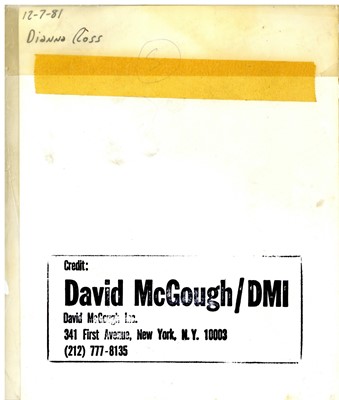 12-7-81
Dianna Ross
Credit:
David McGough/DMI
David McGough Inc.
341 First Avenue, New York, N.Y. 10003
(212) 777-8135